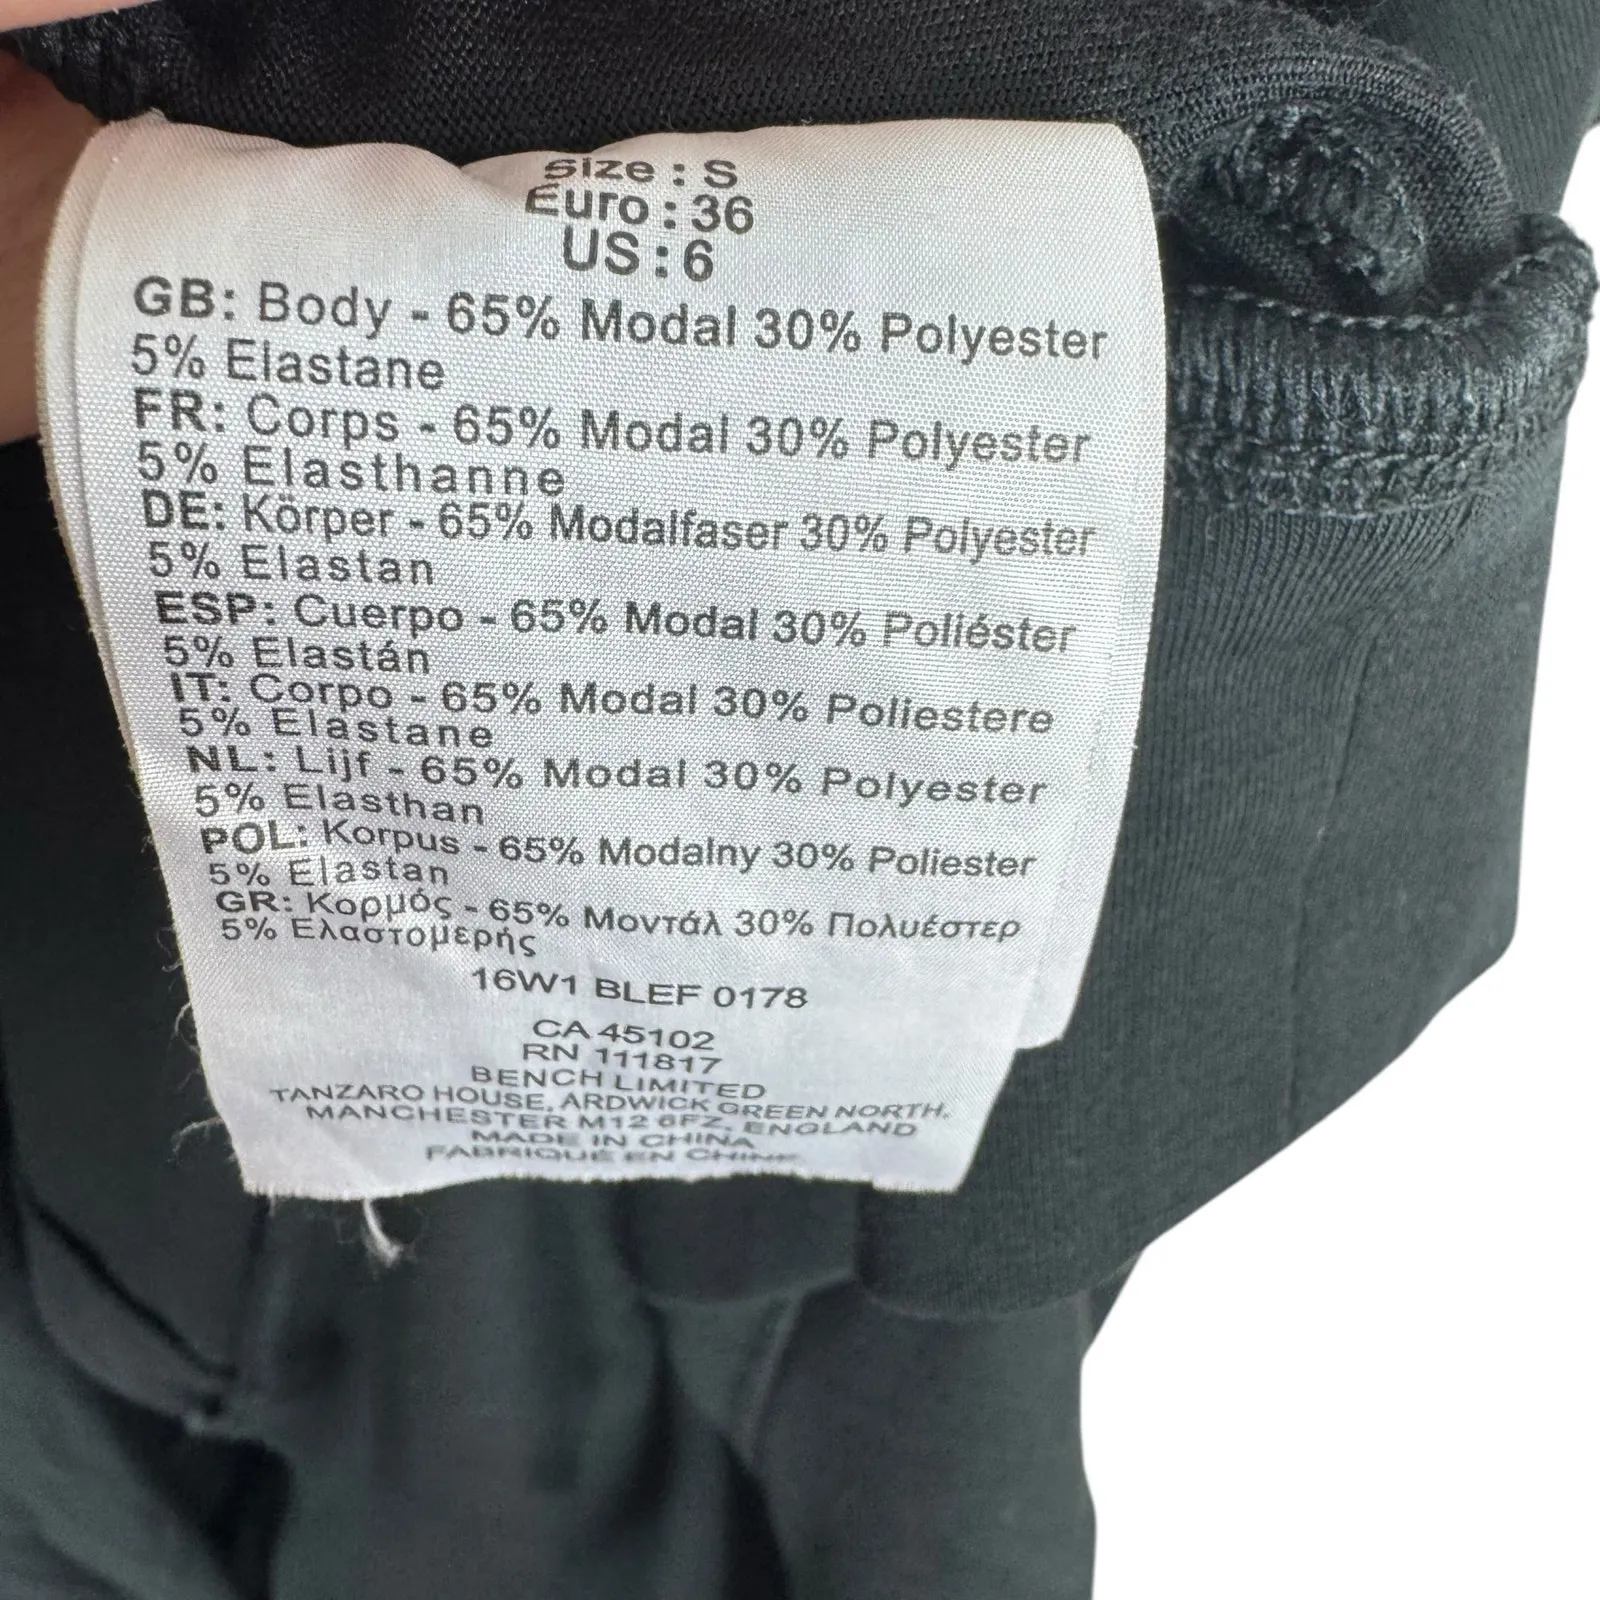 Size : S
Euro : 36
US : 6
GB: Body - 65% Modal 30% Polyester
5% Elastane
FR: Corps - 65% Modal 30% Polyester
5% Elasthanne
DE: Körper - 65% Modalfaser 30% Polyester
5% Elastan
ESP: Cuerpo - 65% Modal 30% Poliéster
5% Elastán
IT: Corpo - 65% Modal 30% Poliestere
5% Elastane
NL: Lijf - 65% Modal 30% Polyester
5% Elasthan
POL: Korpus - 65% Modalny 30% Poliester
5% Elastan
GR: Κορμός - 65% Μοντάλ 30% Πολυέστερ
5% Ελαστομερής
16W1 BLEF 0178
CA 45102
RN 111817
BENCH LIMITED
TANZARO HOUSE, ARDWICK GREEN NORTH,
MANCHESTER M12 6FZ, ENGLAND
MADE IN CHINA
FABRIQUÉ EN CHINE